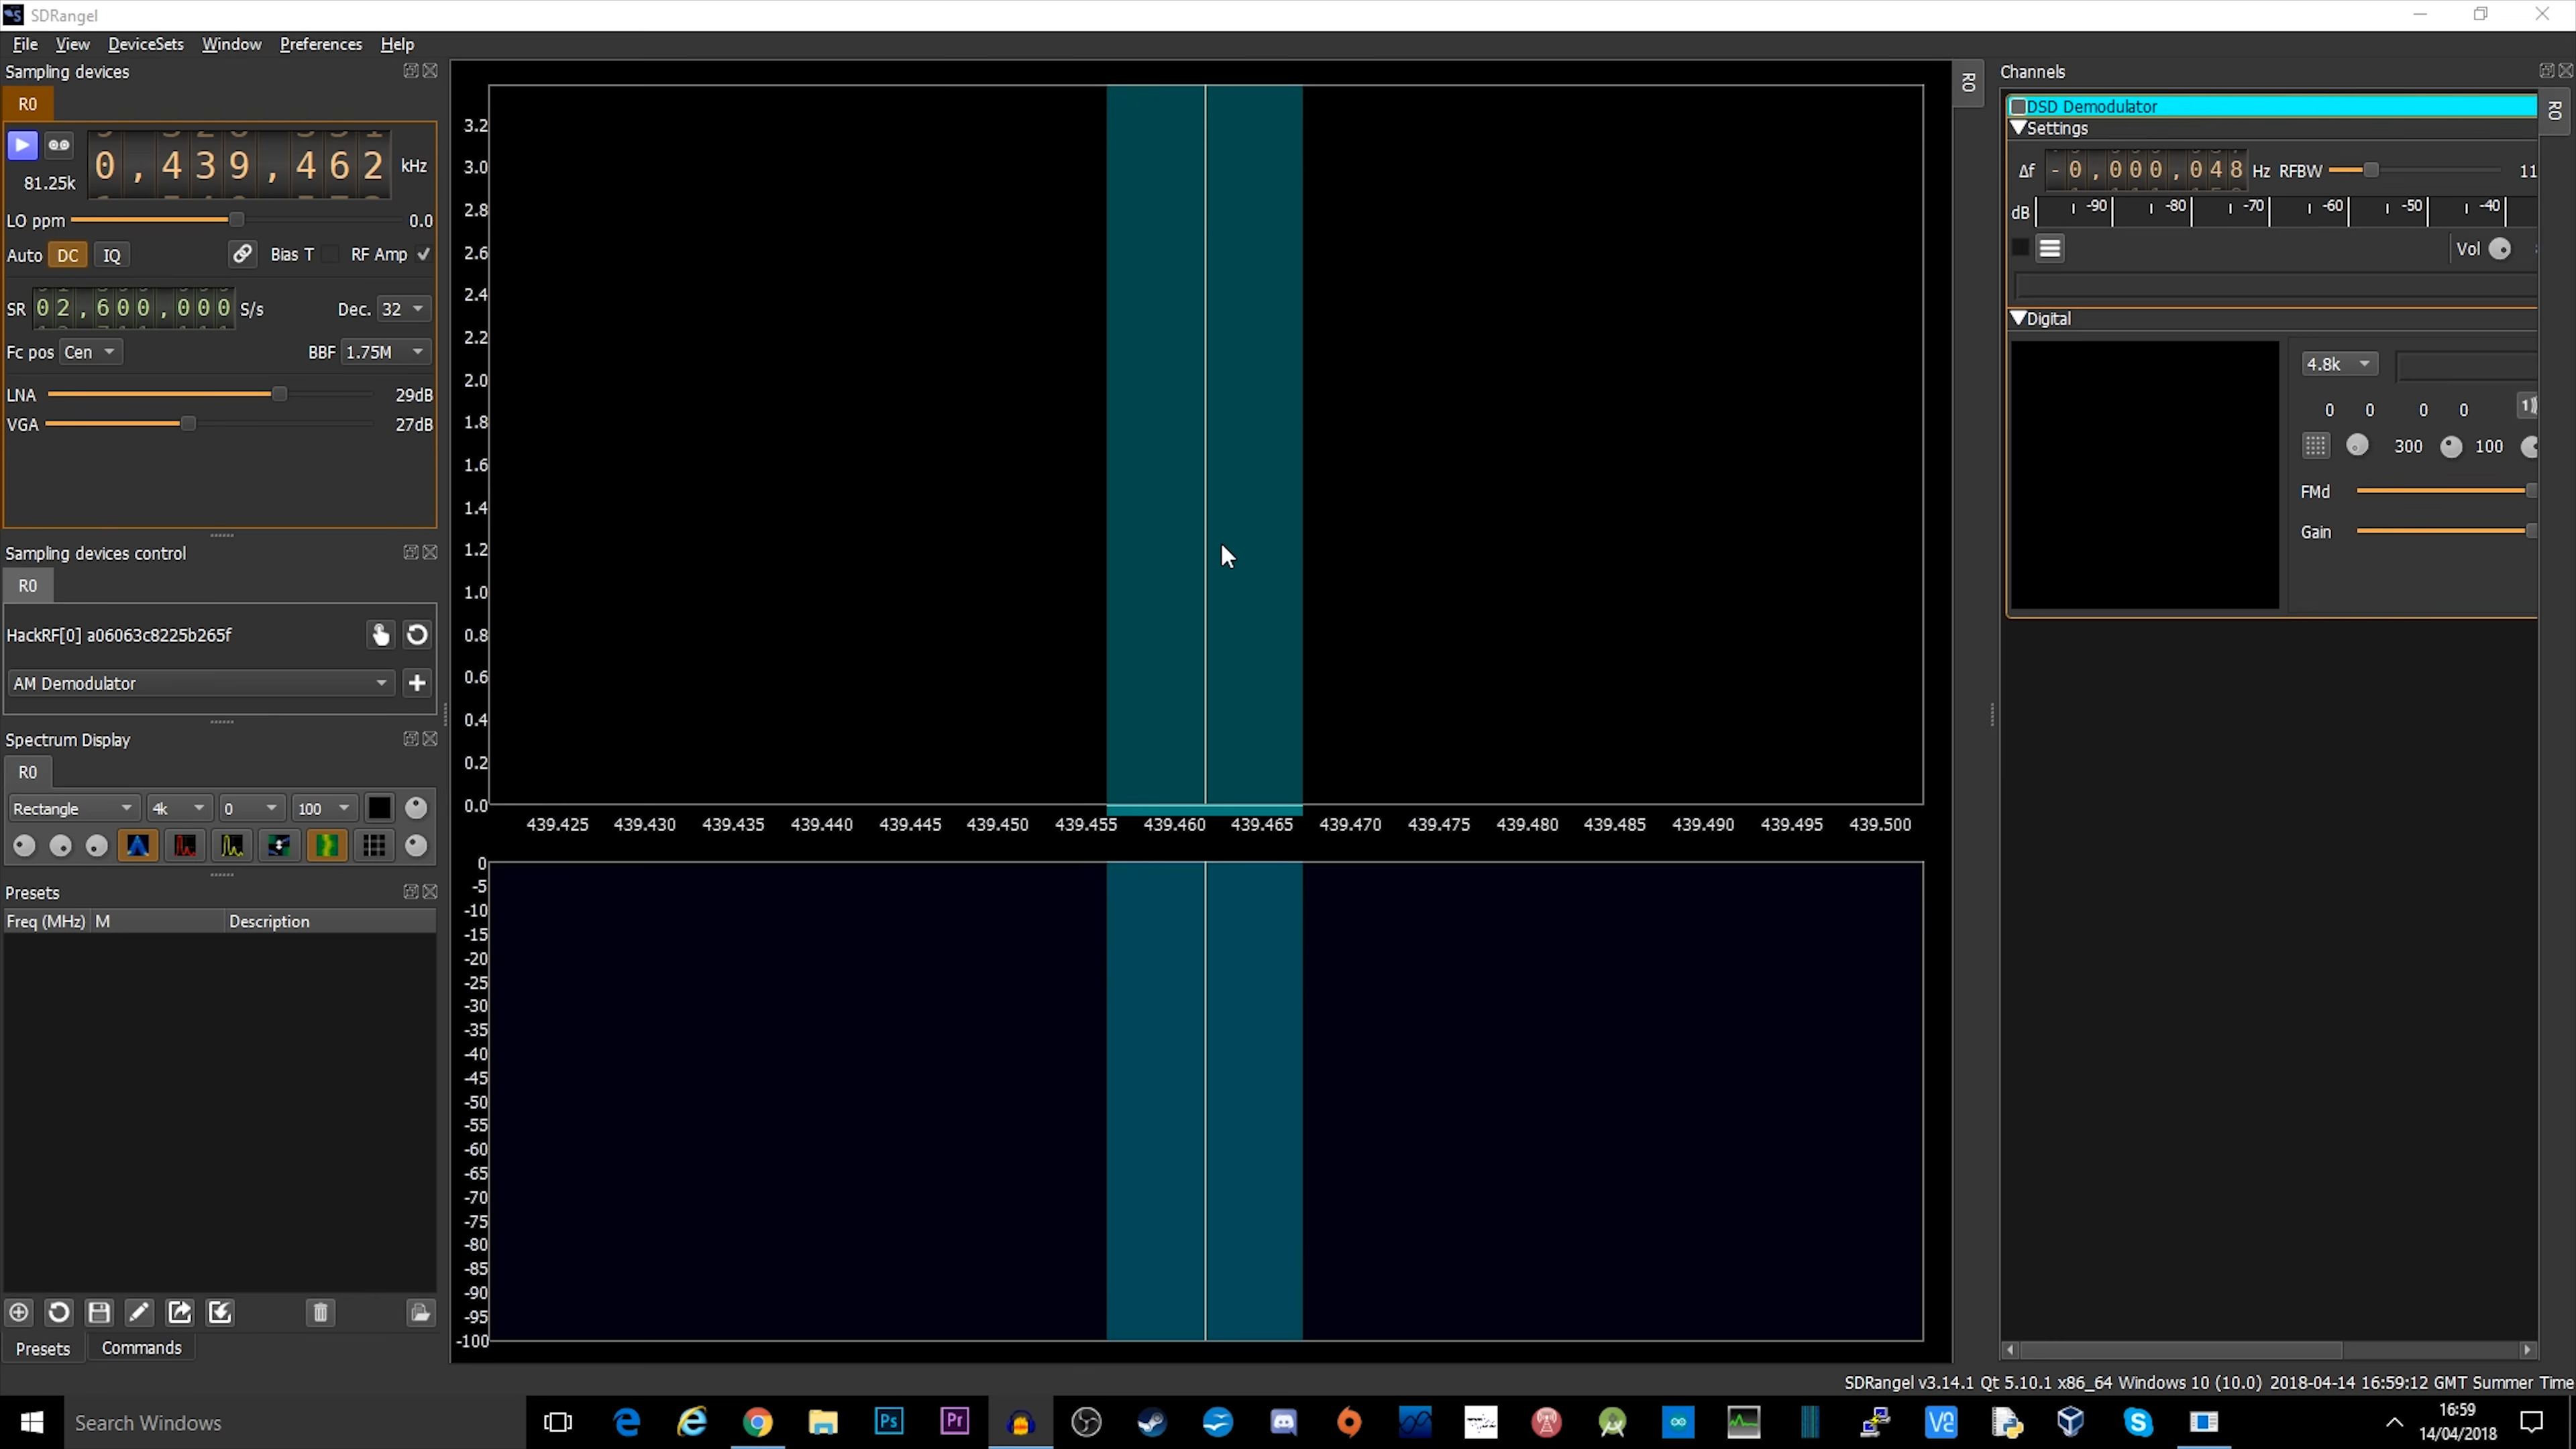 SDRangel
File View DeviceSets Window Preferences Help
Sampling devices
R0
0,439,462 kHz
81.25k
LO ppm 0.0
Auto DC IQ Bias T RF Amp
SR 02,600,000 S/s Dec. 32
Fc pos Cen BBF 1.75M
LNA 29dB
VGA 27dB
Sampling devices control
R0
HackRF[0] a06063c8225b265f
AM Demodulator
Spectrum Display
R0
Rectangle 4k 0 100
Presets
Freq (MHz) M Description
Presets Commands
3.2
3.0
2.8
2.6
2.4
2.2
2.0
1.8
1.6
1.4
1.2
1.0
0.8
0.6
0.4
0.2
0.0
439.425 439.430 439.435 439.440 439.445 439.450 439.455 439.460 439.465 439.470 439.475 439.480 439.485 439.490 439.495 439.500
0
-5
-10
-15
-20
-25
-30
-35
-40
-45
-50
-55
-60
-65
-70
-75
-80
-85
-90
-95
-100
R0
Channels
DSD Demodulator
R0
Settings
Δf -0,000,048 Hz RFBW 11
dB -90 -80 -70 -60 -50 -40
Vol
Digital
4.8k
0 0 0 0
300 100
FMd
Gain
SDRangel v3.14.1 Qt 5.10.1 x86_64 Windows 10 (10.0) 2018-04-14 16:59:12 GMT Summer Time
Search Windows
Ps Pr
16:59
14/04/2018